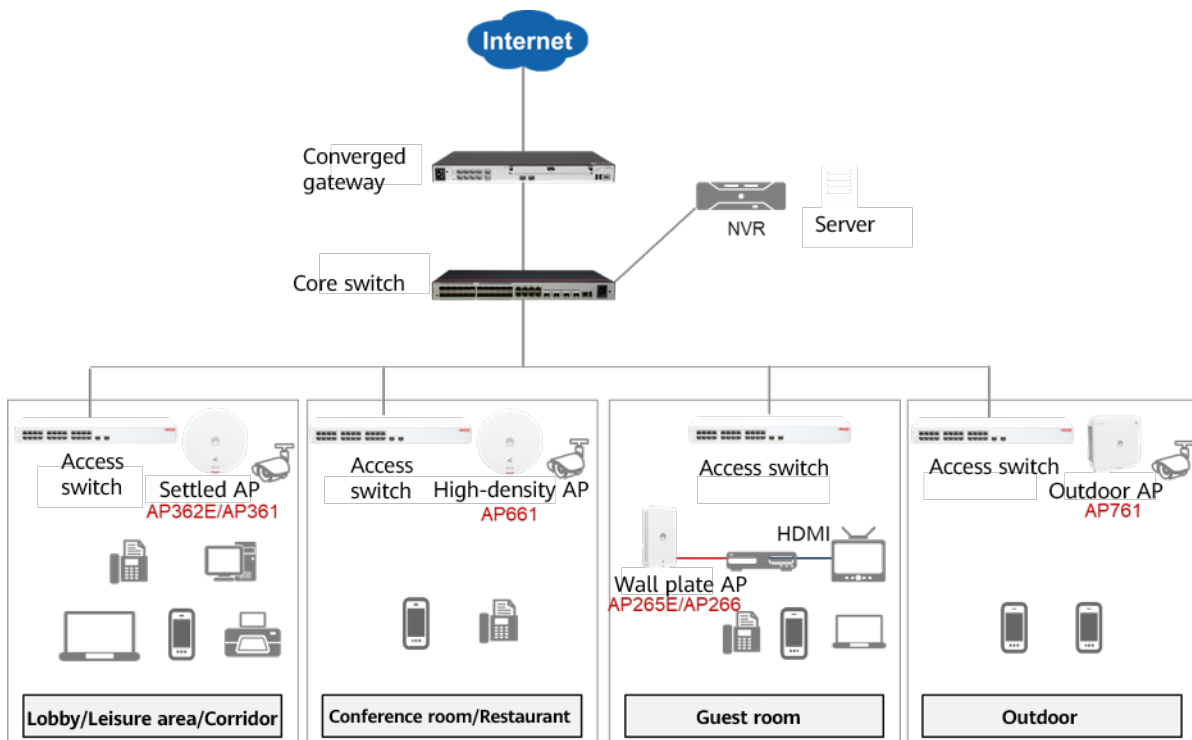 Internet
Converged
gateway
NVR
Server
Core switch
Access
switch
Settled AP
AP362E/AP361
Access
switch
High-density AP
AP661
Access switch
HDMI
Wall plate AP
AP265E/AP266
Access switch
Outdoor AP
AP761
Lobby/Leisure area/Corridor
Conference room/Restaurant
Guest room
Outdoor